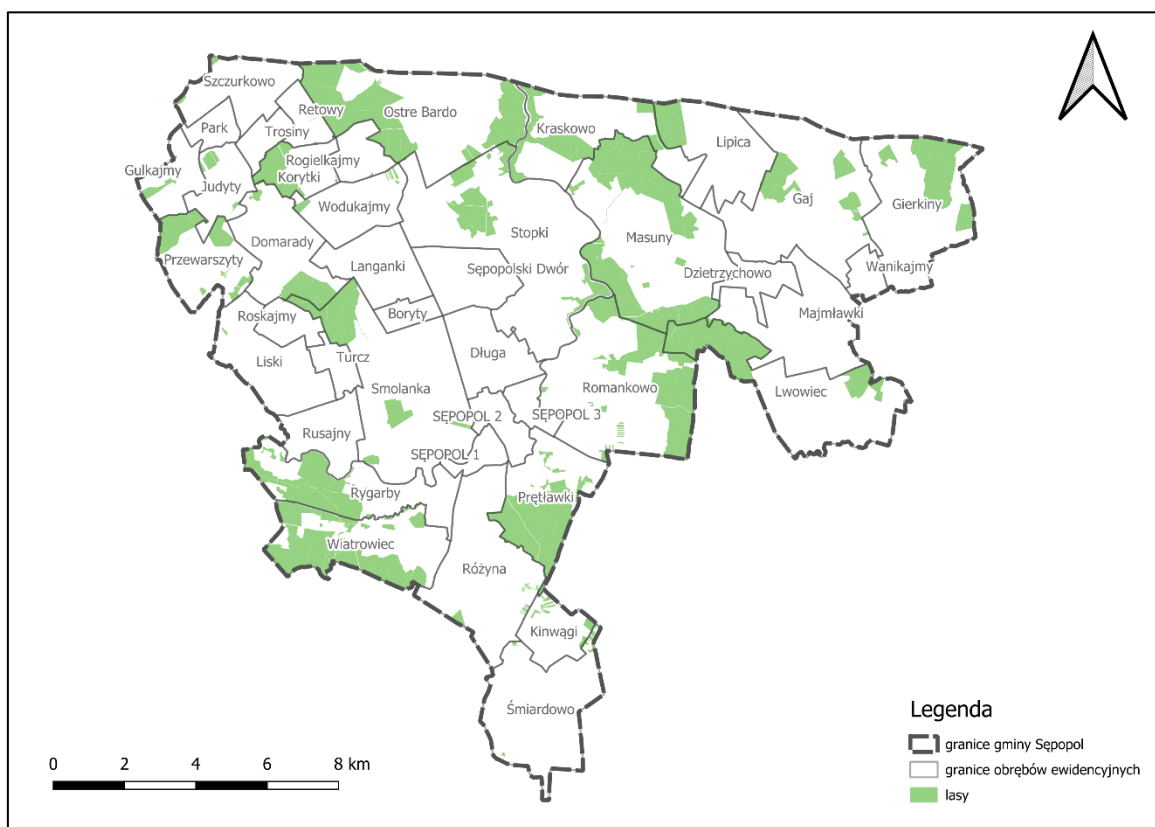 Szczurkowo
Retowy
Ostre Bardo
Park
Trosiny
Kraskowo
Lipica
Gulkajmy
Judyty
Rogielkajmy
Korytki
Gaj
Gierkiny
Wodukajmy
Stopki
Masuny
Domarady
Przewarszyty
Langanki
Sępopolski Dwór
Dzietrzychowo
Wanikajmy
Roskajmy
Boryty
Majmławki
Liski
Turcz
Długa
Smolanka
Romankowo
Lwowiec
SĘPOPOL 2
SĘPOPOL 3
Rusajny
SĘPOPOL 1
Rygarby
Prętławki
Wiatrowiec
Różyna
Kinwągi
Śmiardowo
Legenda
granice gminy Sępopol
granice obrębów ewidencyjnych
lasy
0 2 4 6 8 km